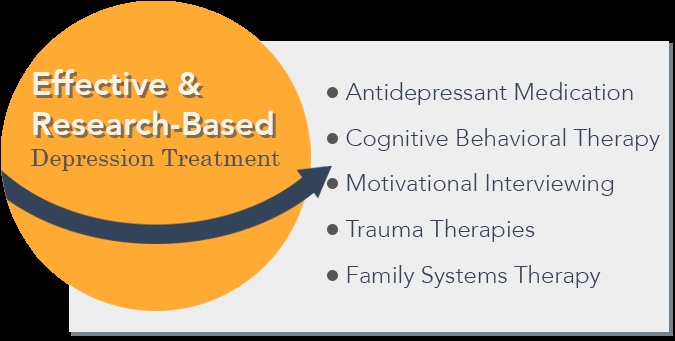 Effective &
Research-Based
Depression Treatment
• Antidepressant Medication
• Cognitive Behavioral Therapy
• Motivational Interviewing
• Trauma Therapies
• Family Systems Therapy